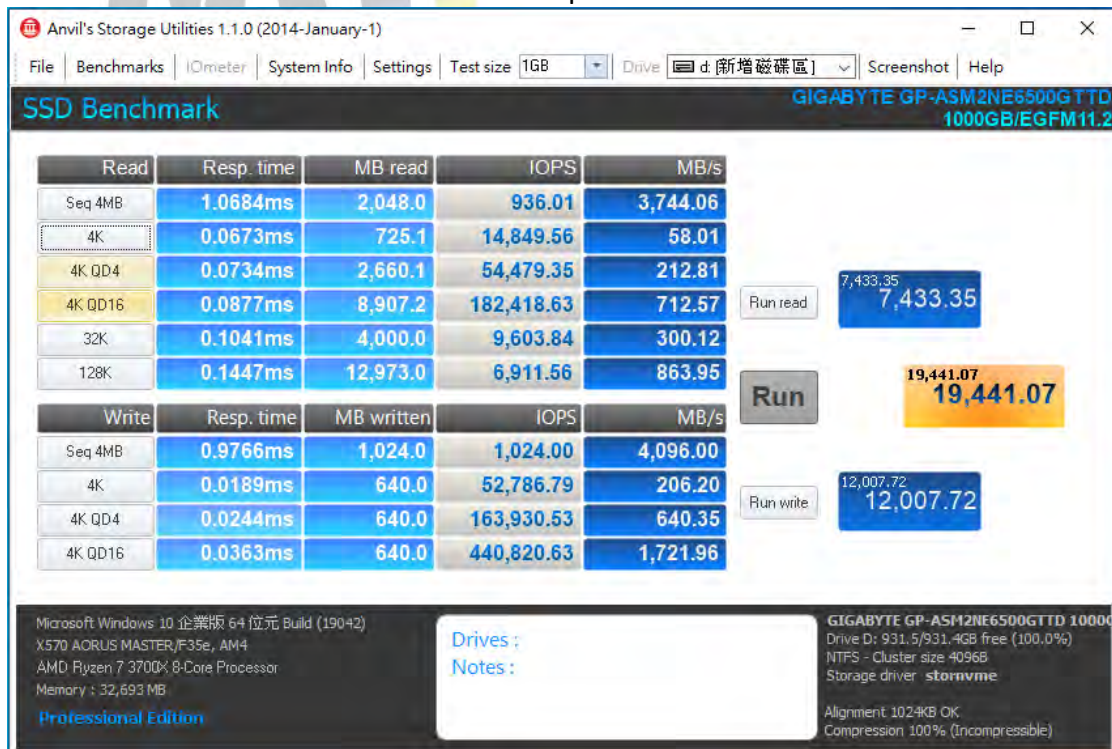 Anvil's Storage Utilities 1.1.0 (2014-January-1)
File Benchmarks IOmeter System Info Settings Test size 1GB Drive d: [新增磁碟區] Screenshot Help
SSD Benchmark
GIGABYTE GP-ASM2NE6500GTTD
1000GB/EGFM11.2
Read Resp. time MB read IOPS MB/s
Seq 4MB 1.0684ms 2,048.0 936.01 3,744.06
4K 0.0673ms 725.1 14,849.56 58.01
4K QD4 0.0734ms 2,660.1 54,479.35 212.81
4K QD16 0.0877ms 8,907.2 182,418.63 712.57
32K 0.1041ms 4,000.0 9,603.84 300.12
128K 0.1447ms 12,973.0 6,911.56 863.95
Run read
7,433.35
7,433.35
Run
19,441.07
19,441.07
Write Resp. time MB written IOPS MB/s
Seq 4MB 0.9766ms 1,024.0 1,024.00 4,096.00
4K 0.0189ms 640.0 52,786.79 206.20
4K QD4 0.0244ms 640.0 163,930.53 640.35
4K QD16 0.0363ms 640.0 440,820.63 1,721.96
Run write
12,007.72
12,007.72
Microsoft Windows 10 企業版 64 位元 Build (19042)
X570 AORUS MASTER/F35e, AM4
AMD Ryzen 7 3700X 8-Core Processor
Memory : 32,693 MB
Professional Edition
Drives :
Notes :
GIGABYTE GP-ASM2NE6500GTTD 1000G
Drive D: 931.5/931.4GB free (100.0%)
NTFS - Cluster size 4096B
Storage driver stornvme
Alignment 1024KB OK
Compression 100% (Incompressible)